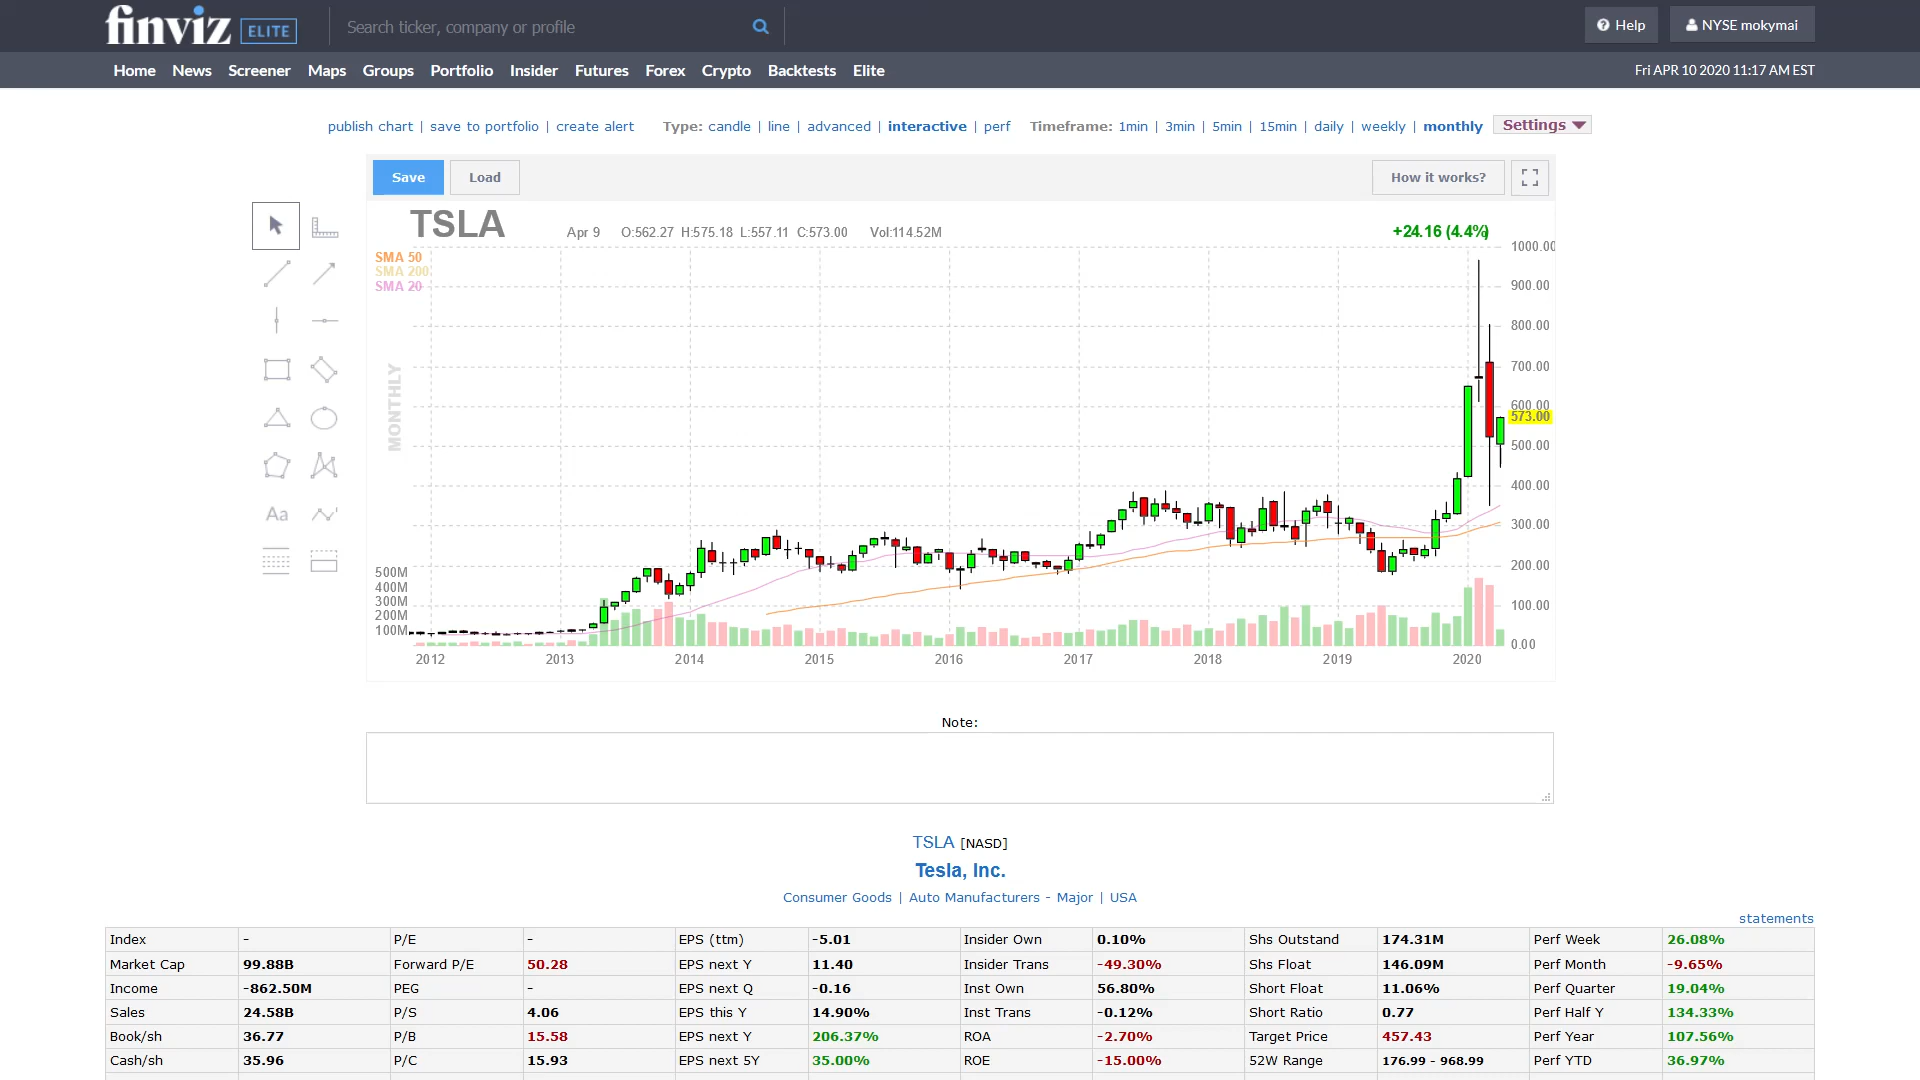 finviz ELITE
Search ticker, company or profile
Help
NYSE mokymai
Home News Screener Maps Groups Portfolio Insider Futures Forex Crypto Backtests Elite
Fri APR 10 2020 11:17 AM EST
publish chart | save to portfolio | create alert Type: candle | line | advanced | interactive | perf Timeframe: 1min | 3min | 5min | 15min | daily | weekly | monthly Settings
Save Load How it works?
TSLA Apr 9 O:562.27 H:575.18 L:557.11 C:573.00 Vol:114.52M +24.16 (4.4%)
SMA 50
SMA 200
SMA 20
MONTHLY
1000.00
900.00
800.00
700.00
600.00
573.00
500.00
400.00
300.00
200.00
100.00
0.00
500M
400M
300M
200M
100M
Aa
2012 2013 2014 2015 2016 2017 2018 2019 2020
Note:
TSLA [NASD]
Tesla, Inc.
Consumer Goods | Auto Manufacturers - Major | USA
statements
Index - P/E - EPS (ttm) -5.01 Insider Own 0.10% Shs Outstand 174.31M Perf Week 26.08%
Market Cap 99.88B Forward P/E 50.28 EPS next Y 11.40 Insider Trans -49.30% Shs Float 146.09M Perf Month -9.65%
Income -862.50M PEG - EPS next Q -0.16 Inst Own 56.80% Short Float 11.06% Perf Quarter 19.04%
Sales 24.58B P/S 4.06 EPS this Y 14.90% Inst Trans -0.12% Short Ratio 0.77 Perf Half Y 134.33%
Book/sh 36.77 P/B 15.58 EPS next Y 206.37% ROA -2.70% Target Price 457.43 Perf Year 107.56%
Cash/sh 35.96 P/C 15.93 EPS next 5Y 35.00% ROE -15.00% 52W Range 176.99 - 968.99 Perf YTD 36.97%